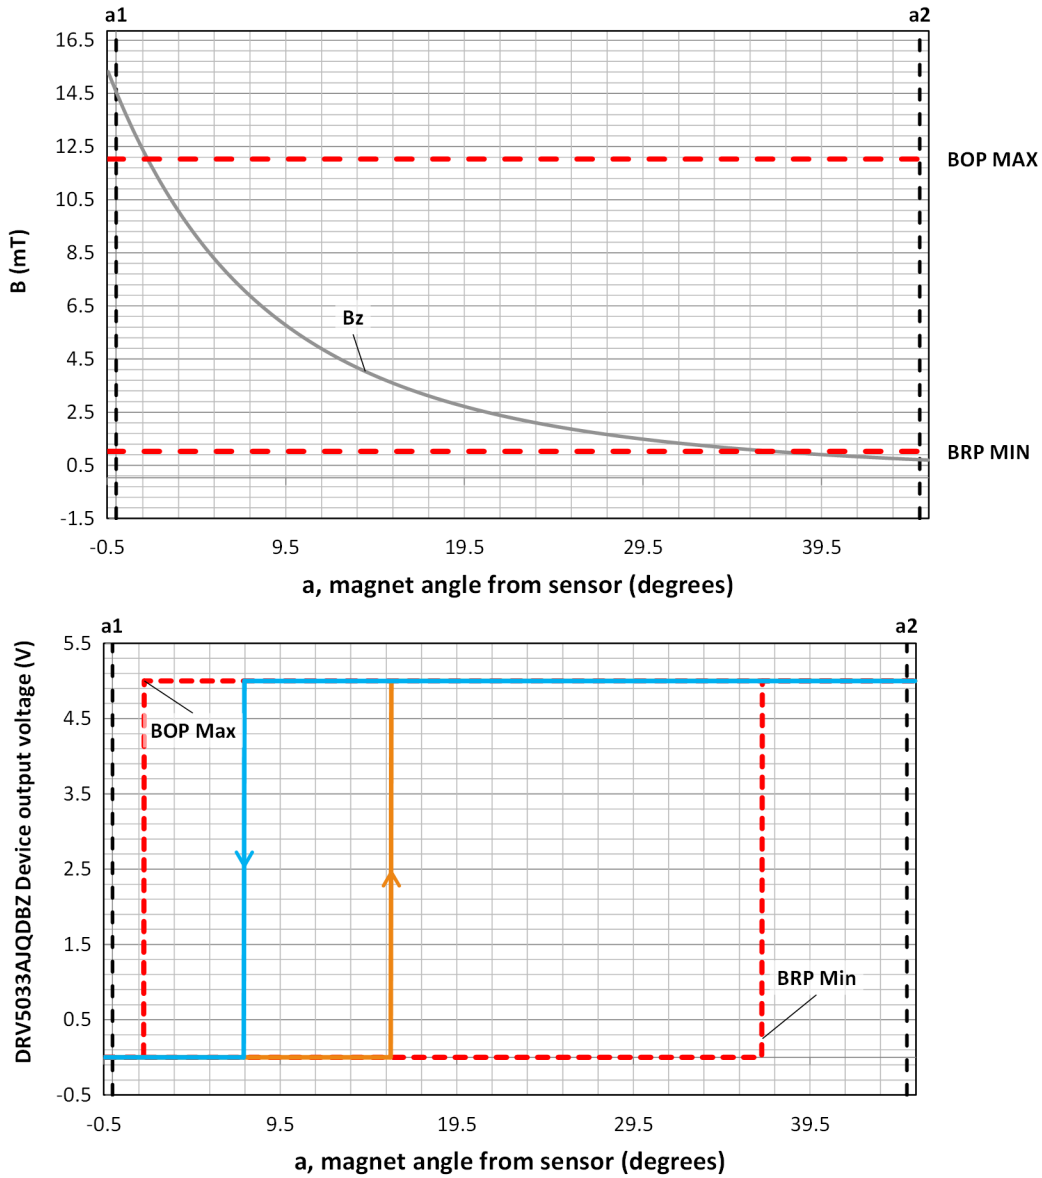 a1
a2
16.5
14.5
12.5
BOP MAX
10.5
8.5
B (mT)
6.5
Bz
4.5
2.5
BRP MIN
0.5
-1.5
-0.5
9.5
19.5
29.5
39.5
a, magnet angle from sensor (degrees)
a1
a2
5.5
BOP Max
4.5
3.5
DRV5033AJQDBZ Device output voltage (V)
2.5
1.5
BRP Min
0.5
-0.5
-0.5
9.5
19.5
29.5
39.5
a, magnet angle from sensor (degrees)